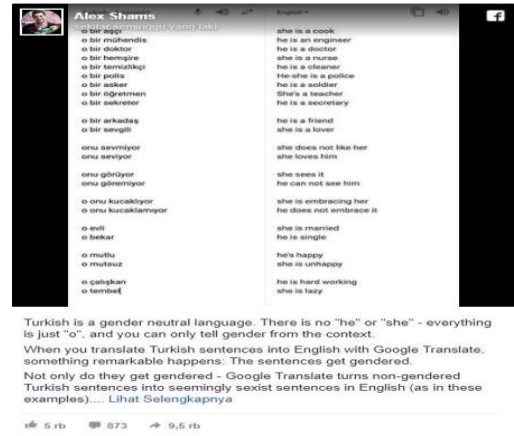 Alex Shams
English
o bir aşçı
she is a cook
o bir mühendis
he is an engineer
o bir doktor
he is a doctor
o bir hemşire
she is a nurse
o bir temizlikçi
he is a cleaner
o bir polis
He-she is a police
o bir asker
he is a soldier
o bir öğretmen
She's a teacher
o bir sekreter
he is a secretary
o bir arkadaş
he is a friend
o bir sevgili
she is a lover
onu sevmiyor
she does not like her
onu seviyor
she loves him
onu görüyor
she sees it
onu göremiyor
he can not see him
o onu kucaklıyor
she is embracing her
o onu kucaklamıyor
he does not embrace it
o evli
she is married
o bekar
he is single
o mutlu
he's happy
o mutsuz
she is unhappy
o çalışkan
he is hard working
o tembel
she is lazy
Turkish is a gender neutral language. There is no "he" or "she" - everything
is just "o", and you can only tell gender from the context.
When you translate Turkish sentences into English with Google Translate,
something remarkable happens: The sentences get gendered.
Not only do they get gendered - Google Translate turns non-gendered
Turkish sentences into seemingly sexist sentences in English (as in these
examples).... Lihat Selengkapnya
5 rb 873 9,6 rb